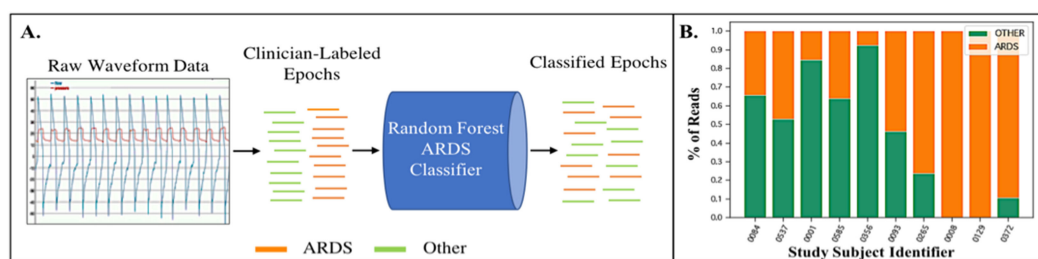 A.
Raw Waveform Data
Clinician-Labeled
Epochs
Random Forest
ARDS
Classifier
Classified Epochs
ARDS
Other
B.
OTHER
ARDS
% of Reads
1.0
0.9
0.8
0.7
0.6
0.5
0.4
0.3
0.2
0.1
0.0
0084
0537
0001
0585
0356
0093
0265
0008
0129
0372
Study Subject Identifier